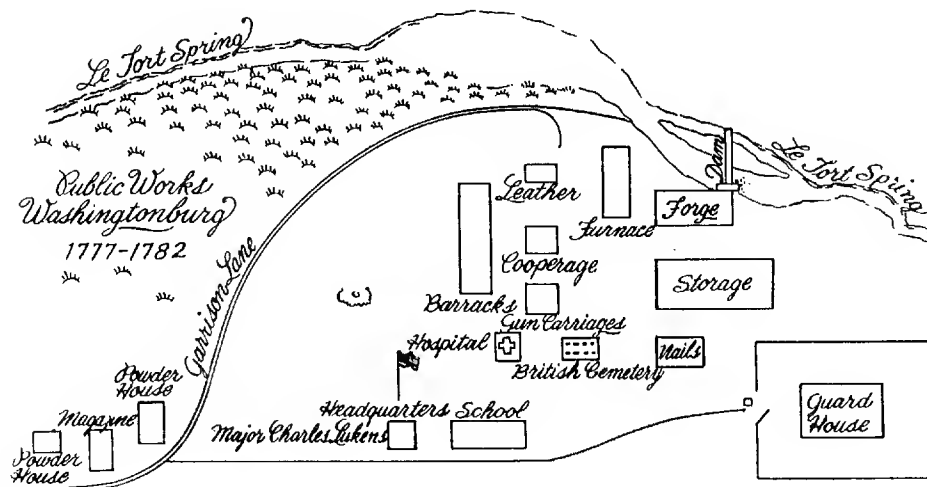 Le Tort Spring
Public Works
Washingtonburg
1777-1782
Garrison Lane
Leather
Furnace
Forge
Dam
Le Tort Spring
Cooperage
Barracks
Storage
Gun Carriages
Hospital
British Cemetery
Nails
Powder
House
Magazine
Powder
House
Headquarters
Major Charles Lukens
School
Guard
House